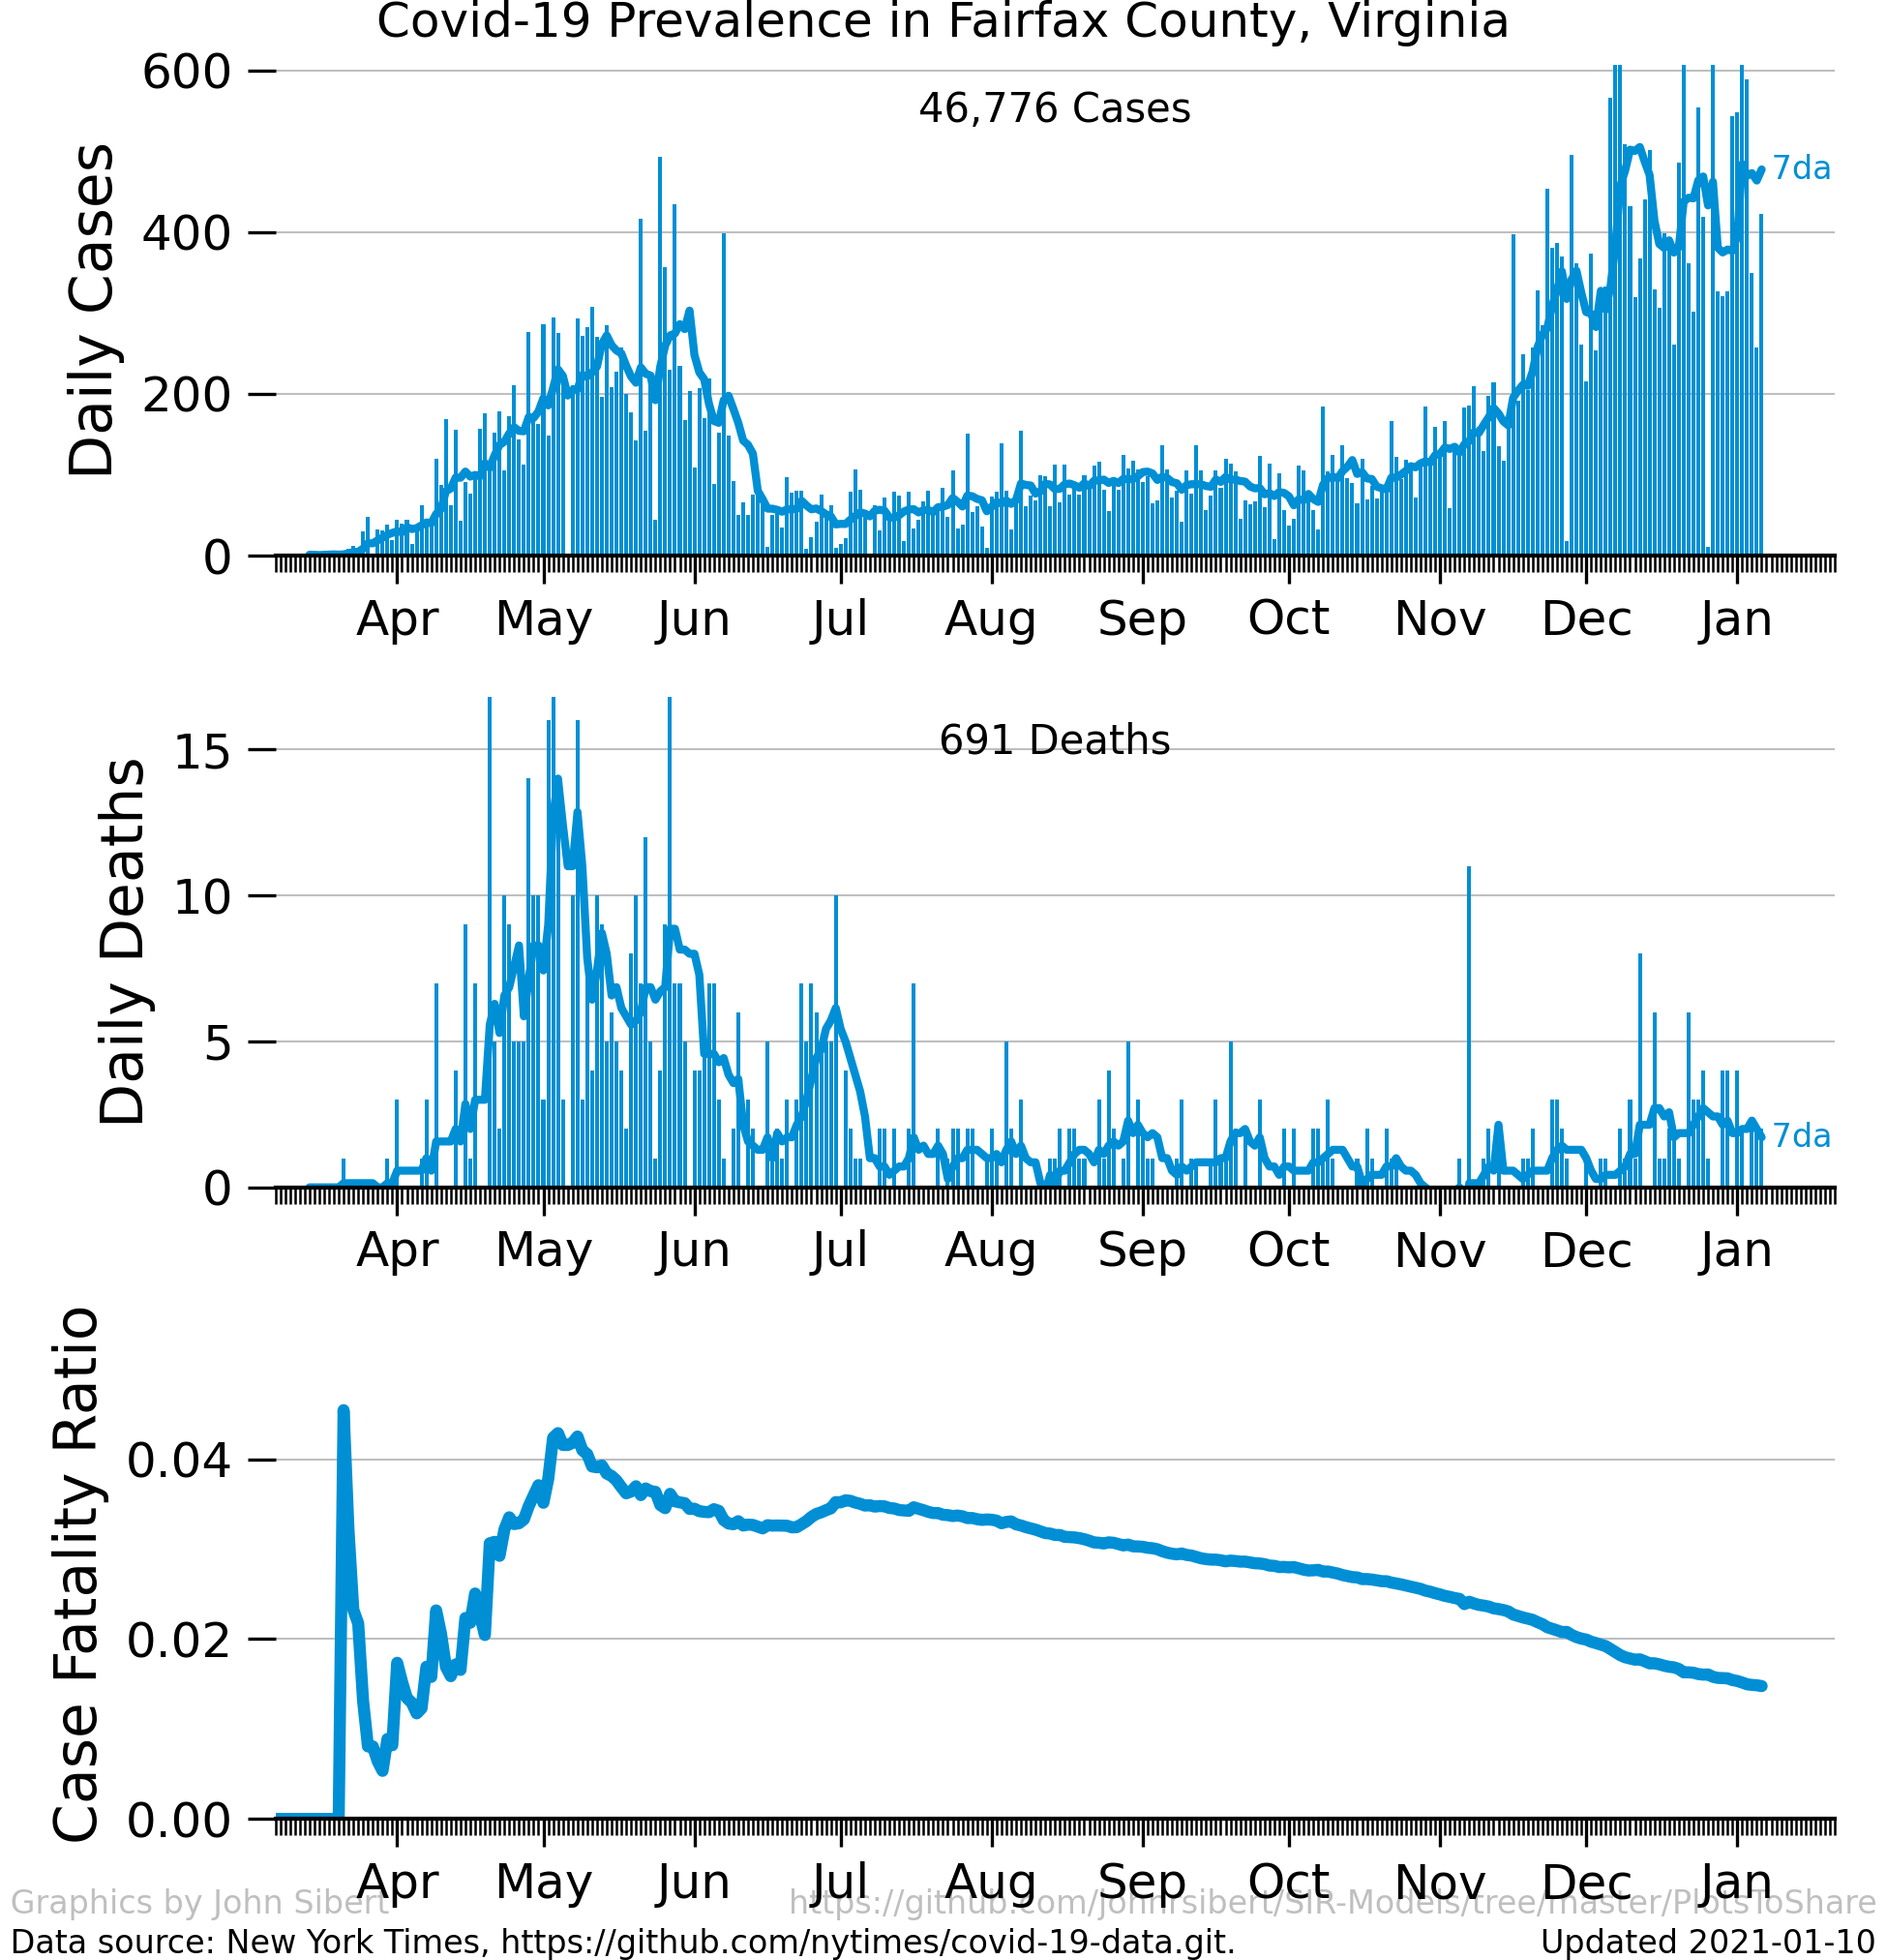 Covid-19 Prevalence in Fairfax County, Virginia
600
46,776 Cases
7da
400
200
0
Daily Cases
Apr May Jun Jul Aug Sep Oct Nov Dec Jan
691 Deaths
15
10
5
0
7da
Daily Deaths
Apr May Jun Jul Aug Sep Oct Nov Dec Jan
0.04
0.02
0.00
Case Fatality Ratio
Apr May Jun Jul Aug Sep Oct Nov Dec Jan
Graphics by John Sibert https://github.com/johnrsibert/SIR-Models/tree/master/PlotsToShare
Data source: New York Times, https://github.com/nytimes/covid-19-data.git. Updated 2021-01-10